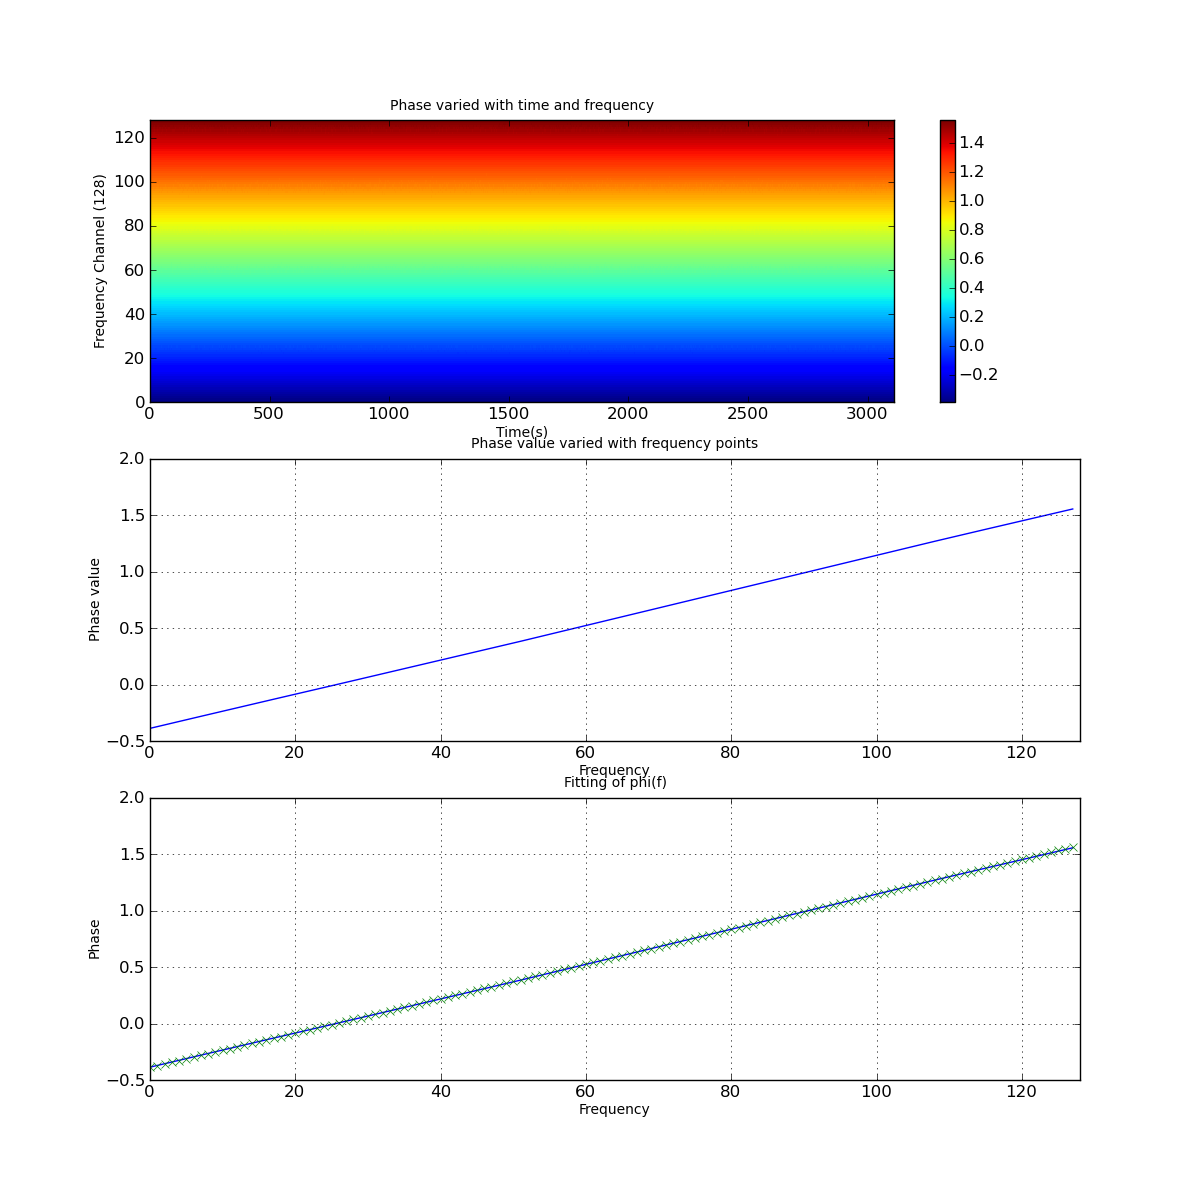 Phase varied with time and frequency
Frequency Channel (128)
120
100
80
60
40
20
0
0 500 1000 1500 2000 2500 3000
Time(s)
1.4
1.2
1.0
0.8
0.6
0.4
0.2
0.0
−0.2
Phase value varied with frequency points
Phase value
2.0
1.5
1.0
0.5
0.0
−0.5
0 20 40 60 80 100 120
Frequency
Fitting of phi(f)
Phase
2.0
1.5
1.0
0.5
0.0
−0.5
0 20 40 60 80 100 120
Frequency